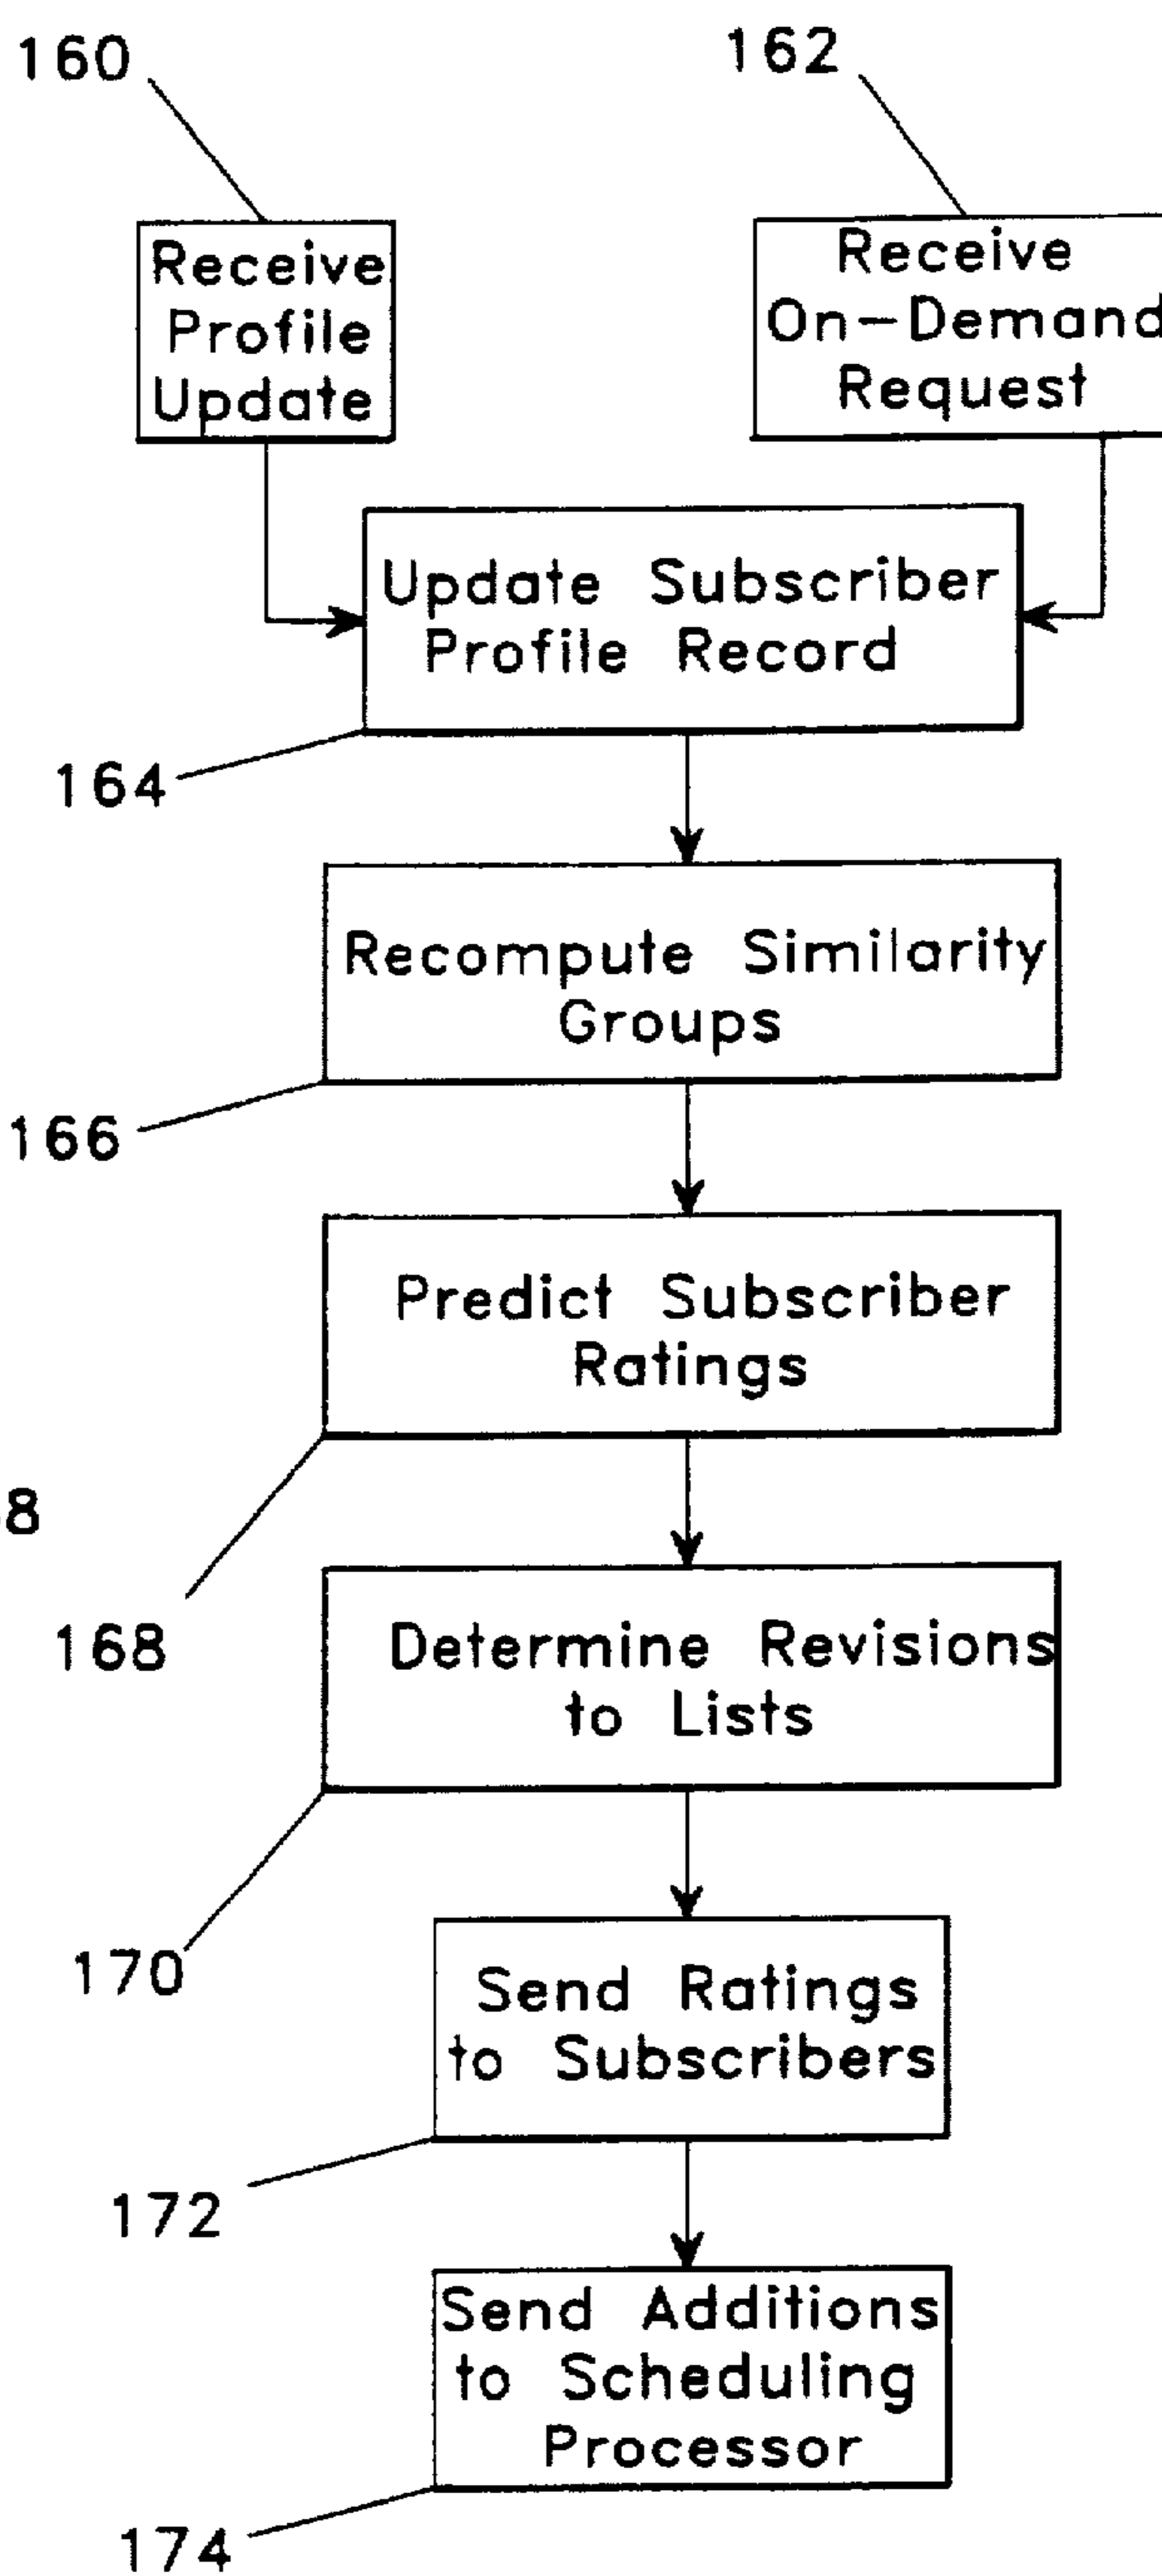 160
162
Receive
Profile
Update
Receive
On-Demand
Request
Update Subscriber
Profile Record
164
Recompute Similarity
Groups
166
Predict Subscriber
Ratings
8
168
Determine Revisions
to Lists
170
Send Ratings
to Subscribers
172
Send Additions
to Scheduling
Processor
174